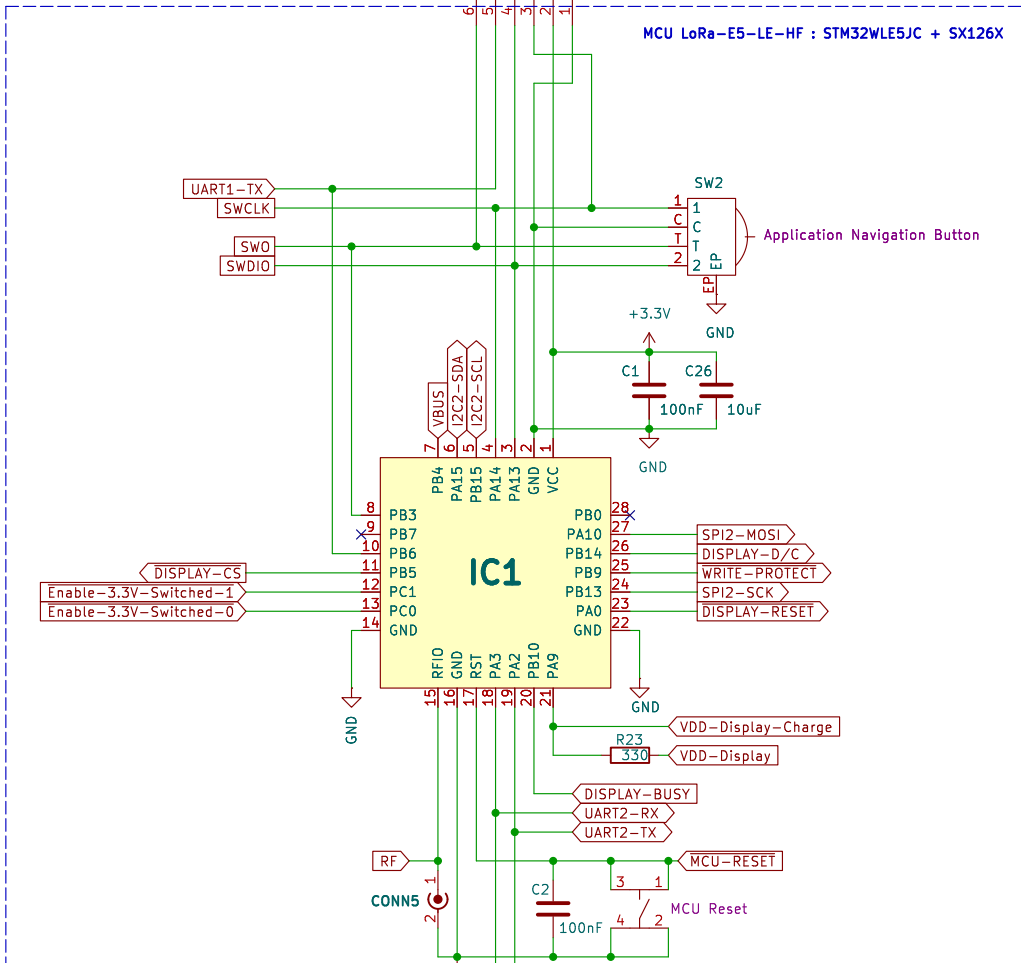 6
5
4
3
2
1
MCU LoRa-E5-LE-HF : STM32WLE5JC + SX126X
UART1-TX
SWCLK
SWO
SWDIO
SW2
1
1
C
C
T
T
2
2
EP
EP
Application Navigation Button
GND
+3.3V
C1
100nF
C26
10uF
GND
VBUS
I2C2-SDA
I2C2-SCL
7
6
5
4
3
2
1
PB4
PA15
PB15
PA14
PA13
GND
VCC
8
PB3
9
PB7
10
PB6
DISPLAY-CS
11
PB5
Enable-3.3V-Switched-1
12
PC1
Enable-3.3V-Switched-0
13
PC0
14
GND
IC1
PB0
28
PA10
27
SPI2-MOSI
PB14
26
DISPLAY-D/C
PB9
25
WRITE-PROTECT
PB13
24
SPI2-SCK
PA0
23
DISPLAY-RESET
GND
22
RFIO
GND
RST
PA3
PA2
PB10
PA9
15
16
17
18
19
20
21
GND
GND
VDD-Display-Charge
R23
330
VDD-Display
DISPLAY-BUSY
UART2-RX
UART2-TX
RF
MCU-RESET
1
CONN5
2
C2
100nF
3
1
4
2
MCU Reset